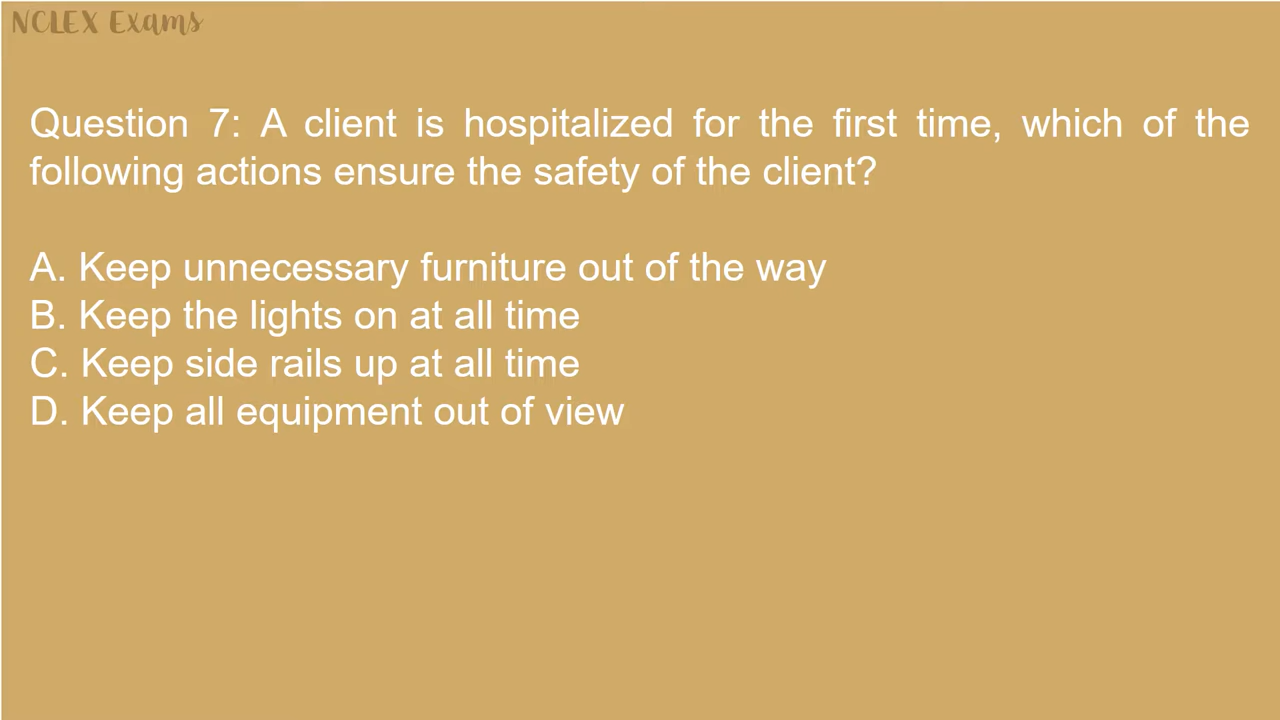 NCLEX Exams
Question 7: A client is hospitalized for the first time, which of the
following actions ensure the safety of the client?
A. Keep unnecessary furniture out of the way
B. Keep the lights on at all time
C. Keep side rails up at all time
D. Keep all equipment out of view